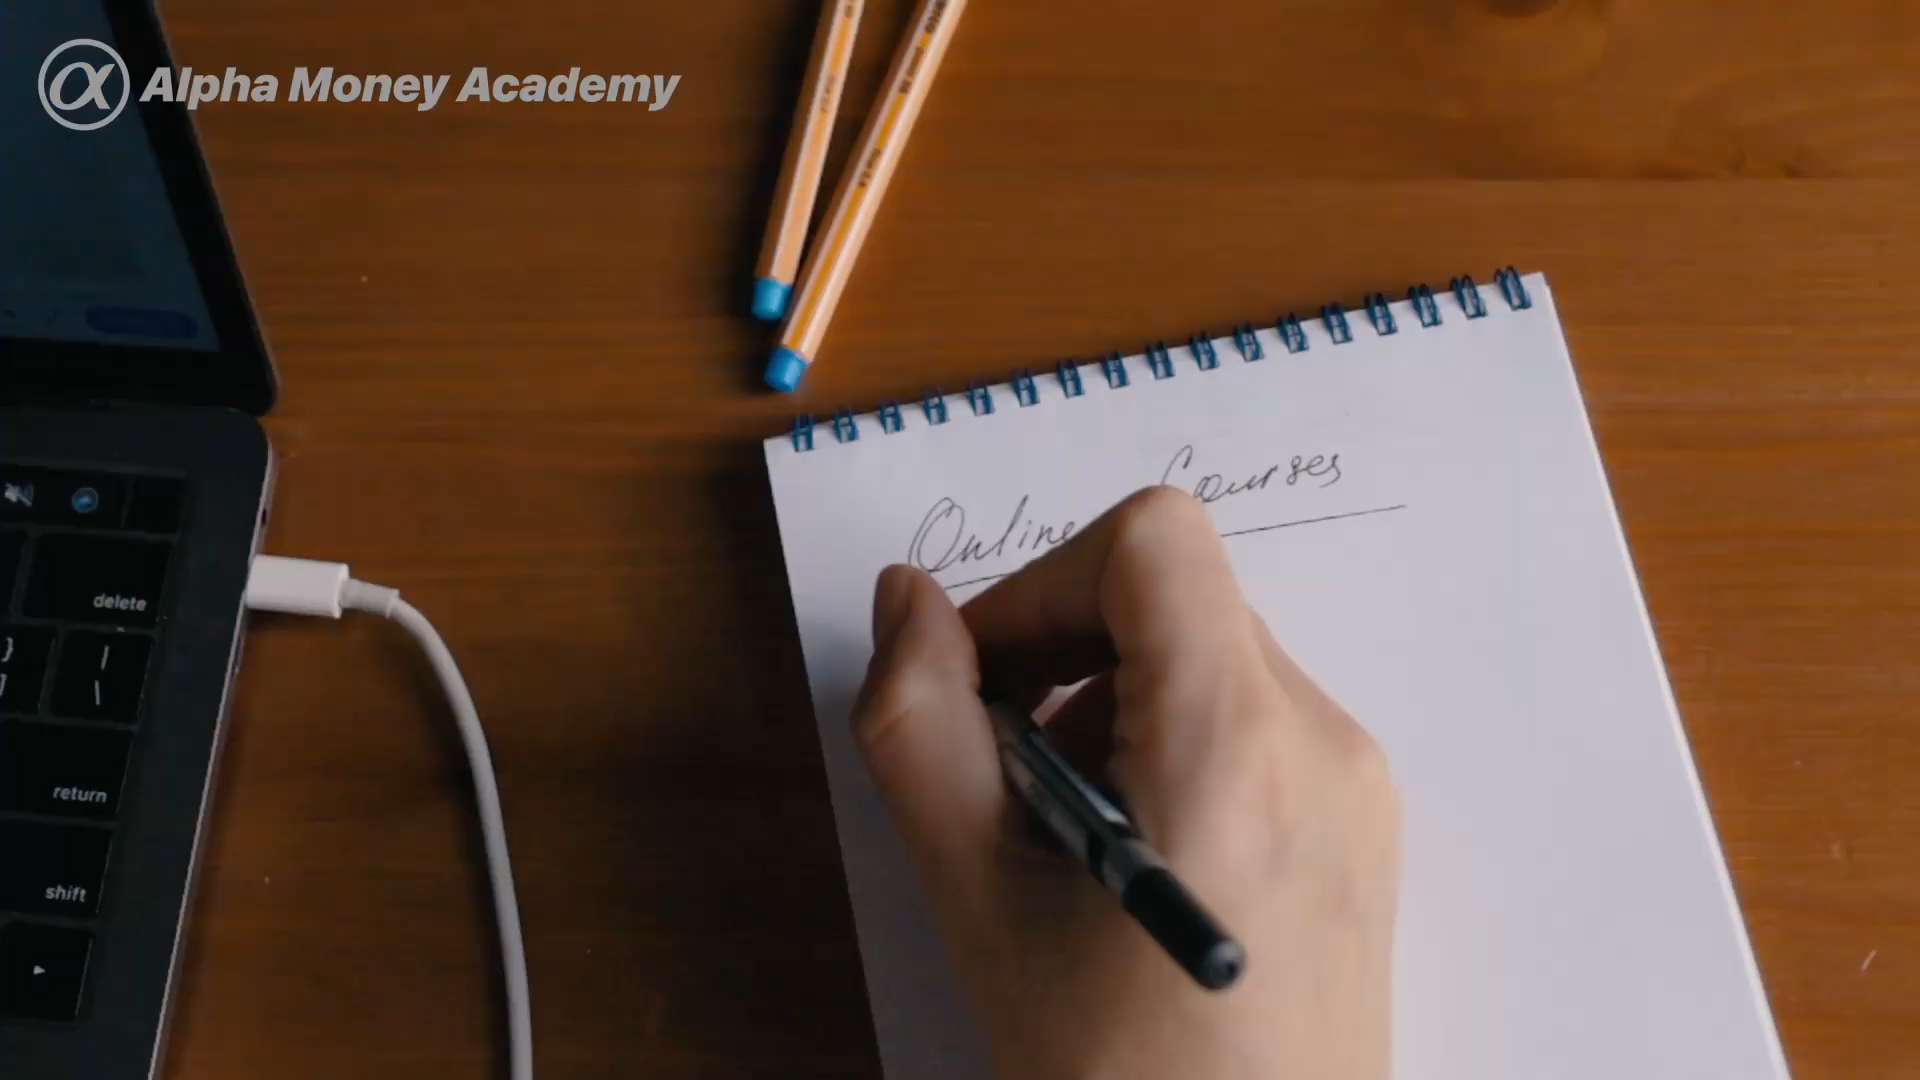 Alpha Money Academy
Online Courses
delete
}
]
|
\
return
shift